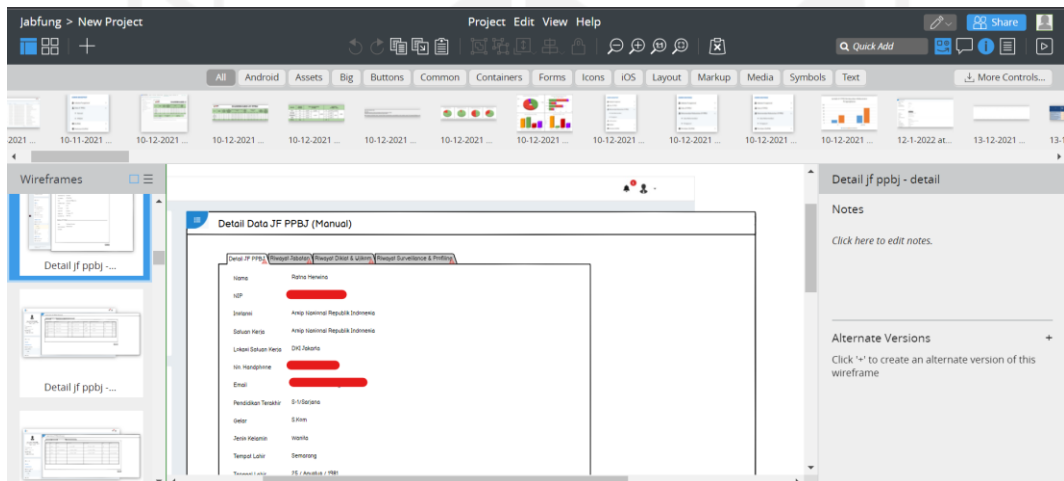 Jabfung > New Project
Project Edit View Help
Share
Quick Add
All Android Assets Big Buttons Common Containers Forms Icons iOS Layout Markup Media Symbols Text
More Controls...
2021 ... 10-11-2021 ... 10-12-2021 ... 10-12-2021 ... 10-12-2021 ... 10-12-2021 ... 10-12-2021 ... 10-12-2021 ... 10-12-2021 ... 10-12-2021 ... 10-12-2021 ... 10-12-2021 ... 12-1-2022 at... 13-12-2021 ... 13-1
Wireframes
Detail jf ppbj -...
Detail jf ppbj -...
Detail Data JF PPBJ (Manual)
Detail JF PPBJ Riwayat Jabatan Riwayat Diklat & Ukom Riwayat Surveillance & Profiling
Nama Ratna Herwina
NIP
Instansi Arsip Nasional Republik Indonesia
Satuan Kerja Arsip Nasional Republik Indonesia
Lokasi Satuan Kerja DKI Jakarta
No Handphone
Email
Pendidikan Terakhir S-1/Sarjana
Gelar S.Kom
Jenis Kelamin Wanita
Tempat Lahir Semarang
Detail jf ppbj - detail
Notes
Click here to edit notes.
Alternate Versions +
Click '+' to create an alternate version of this
wireframe